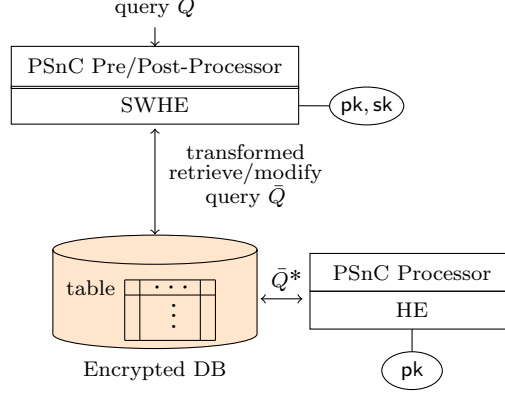 query Q
PSnC Pre/Post-Processor
SWHE
pk, sk
transformed
retrieve/modify
query Q̄
table
Q̄*
PSnC Processor
HE
Encrypted DB
pk